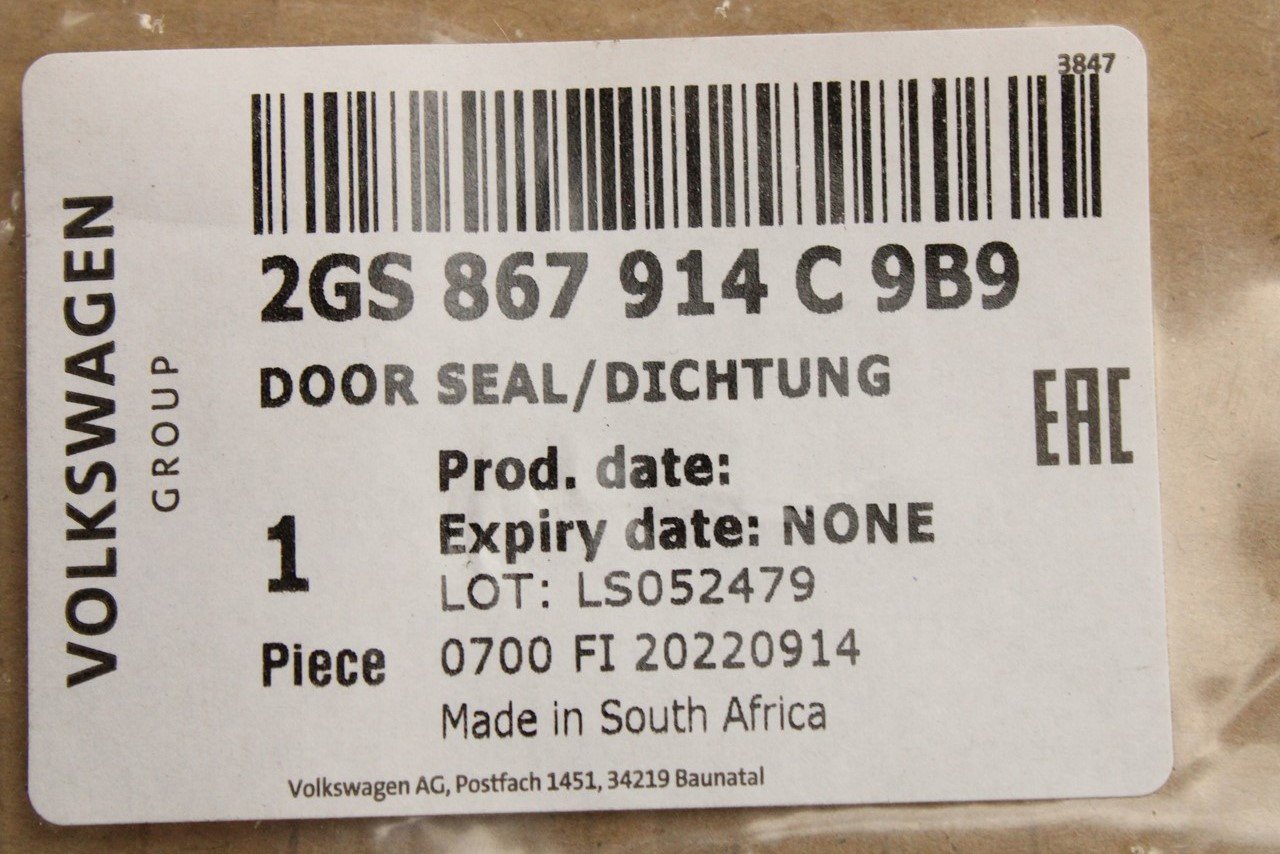 3847
2GS 867 914 C 9B9
DOOR SEAL/DICHTUNG
EAC
Prod. date:
Expiry date: NONE
LOT: LS052479
1
Piece
0700 FI 20220914
Made in South Africa
Volkswagen AG, Postfach 1451, 34219 Baunatal
VOLKSWAGEN
GROUP